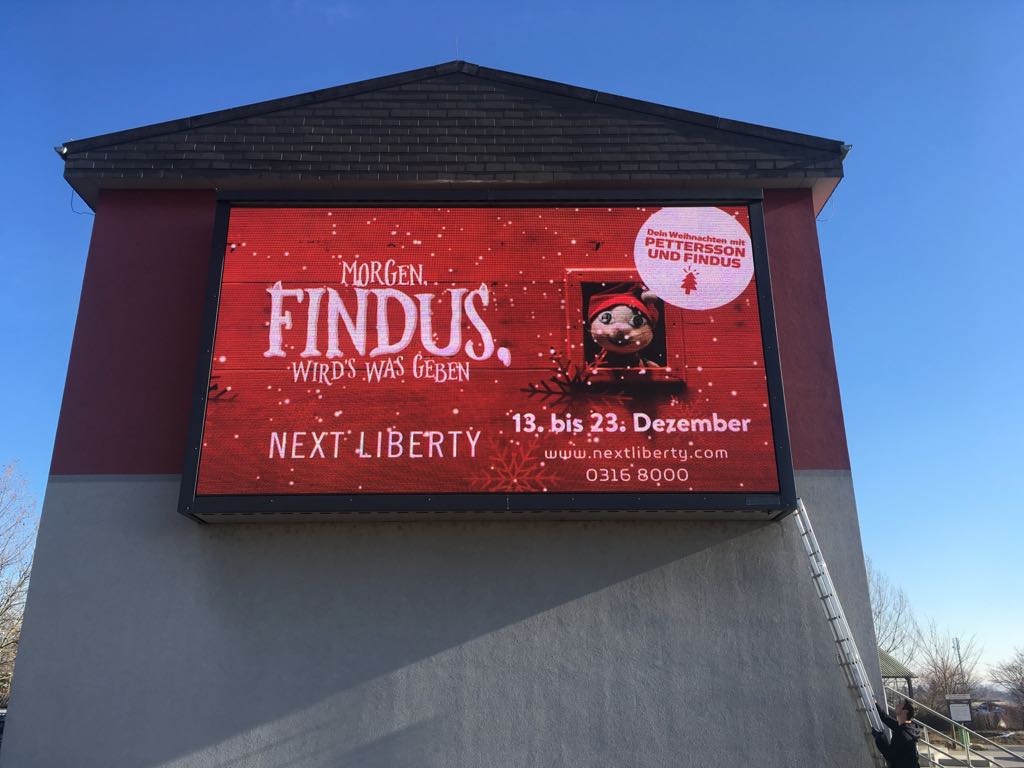 Dein Weihnachten mit
PETTERSSON
UND FINDUS
MORGEN,
FINDUS,
WIRD'S WAS GEBEN
13. bis 23. Dezember
NEXT LIBERTY
www.nextliberty.com
0316 8000